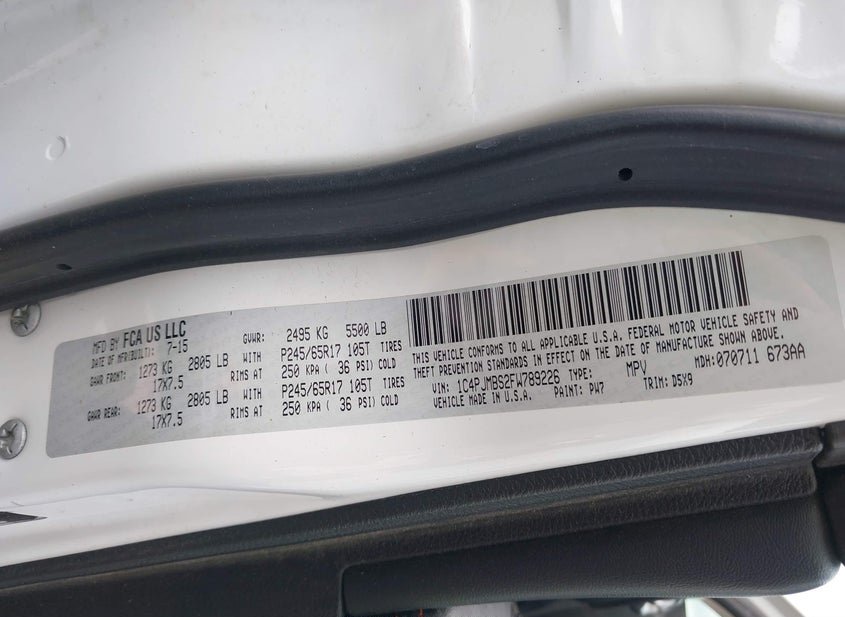 MFD BY FCA US LLC
DATE OF MFR(BUILT): 7-15 GVWR: 2495 KG 5500 LB
GAWR FRONT: 1273 KG 2805 LB WITH P245/65R17 105T TIRES
17X7.5 RIMS AT 250 KPA ( 36 PSI) COLD
GAWR REAR: 1273 KG 2805 LB WITH P245/65R17 105T TIRES
17X7.5 RIMS AT 250 KPA ( 36 PSI) COLD
THIS VEHICLE CONFORMS TO ALL APPLICABLE U.S.A. FEDERAL MOTOR VEHICLE SAFETY AND
THEFT PREVENTION STANDARDS IN EFFECT ON THE DATE OF MANUFACTURE SHOWN ABOVE.
VIN: 1C4PJMBS2FW789226 TYPE: MPV MDH: 070711 673AA
VEHICLE MADE IN U.S.A. PAINT: PW7 TRIM: D5X9